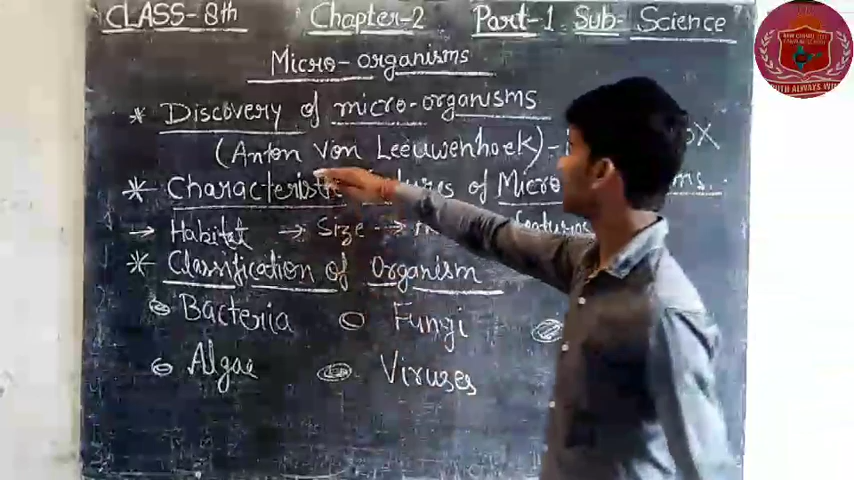 CLASS-8th Chapter-2 Part-1 Sub- Science
Micro-organisms
* Discovery of micro-organisms
(Anton von Leeuwenhoek)-
* Characteristic of Micro
→ Habitat → Size → features
* Classification of Organism
Bacteria Fungi
Algae Viruses